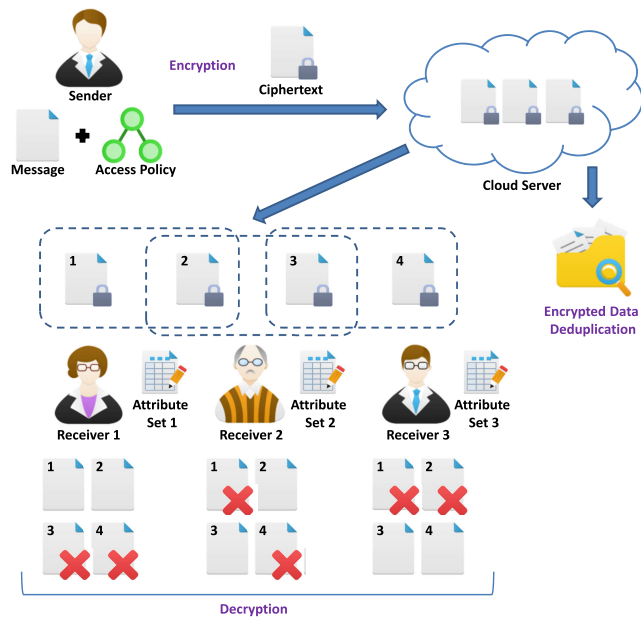 Encryption
Ciphertext
Sender
Message
Access Policy
Cloud Server
1
2
3
4
Encrypted Data
Deduplication
Attribute
Set 1
Attribute
Set 2
Attribute
Set 3
Receiver 1
Receiver 2
Receiver 3
1
2
1
2
1
2
3
4
3
4
3
4
Decryption